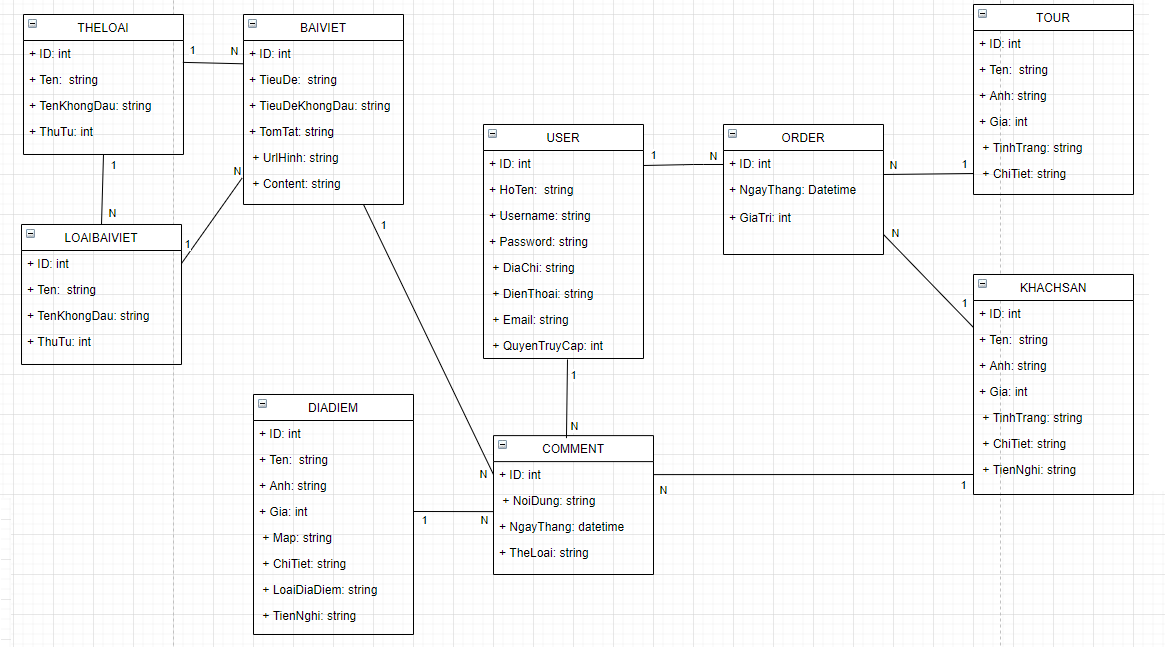 THELOAI
+ ID: int
+ Ten: string
+ TenKhongDau: string
+ ThuTu: int
1
N
BAIVIET
+ ID: int
+ TieuDe: string
+ TieuDeKhongDau: string
+ TomTat: string
+ UrlHinh: string
+ Content: string
1
N
N
1
LOAIBAIVIET
+ ID: int
+ Ten: string
+ TenKhongDau: string
+ ThuTu: int
1
N
USER
+ ID: int
+ HoTen: string
+ Username: string
+ Password: string
+ DiaChi: string
+ DienThoai: string
+ Email: string
+ QuyenTruyCap: int
1
N
ORDER
+ ID: int
+ NgayThang: Datetime
+ GiaTri: int
N
1
TOUR
+ ID: int
+ Ten: string
+ Anh: string
+ Gia: int
+ TinhTrang: string
+ ChiTiet: string
N
1
KHACHSAN
+ ID: int
+ Ten: string
+ Anh: string
+ Gia: int
+ TinhTrang: string
+ ChiTiet: string
+ TienNghi: string
1
N
DIADIEM
+ ID: int
+ Ten: string
+ Anh: string
+ Gia: int
+ Map: string
+ ChiTiet: string
+ LoaiDiaDiem: string
+ TienNghi: string
1
N
COMMENT
+ ID: int
+ NoiDung: string
+ NgayThang: datetime
+ TheLoai: string
N
1